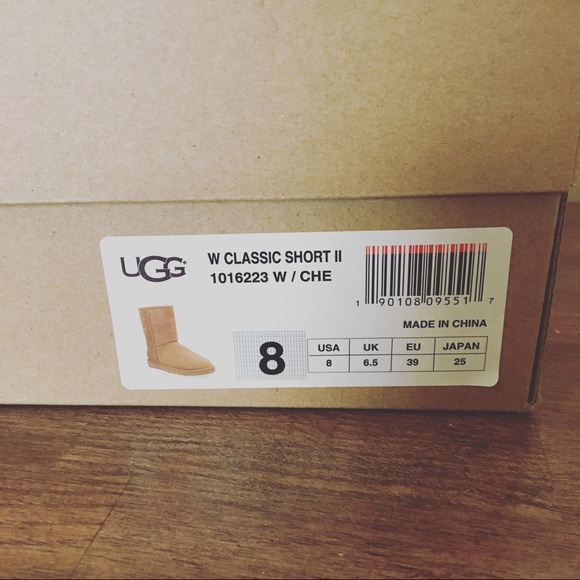 UGG®
W CLASSIC SHORT II
1016223 W / CHE
1 90108 09551 7
MADE IN CHINA
8
USA UK EU JAPAN
8 6.5 39 25